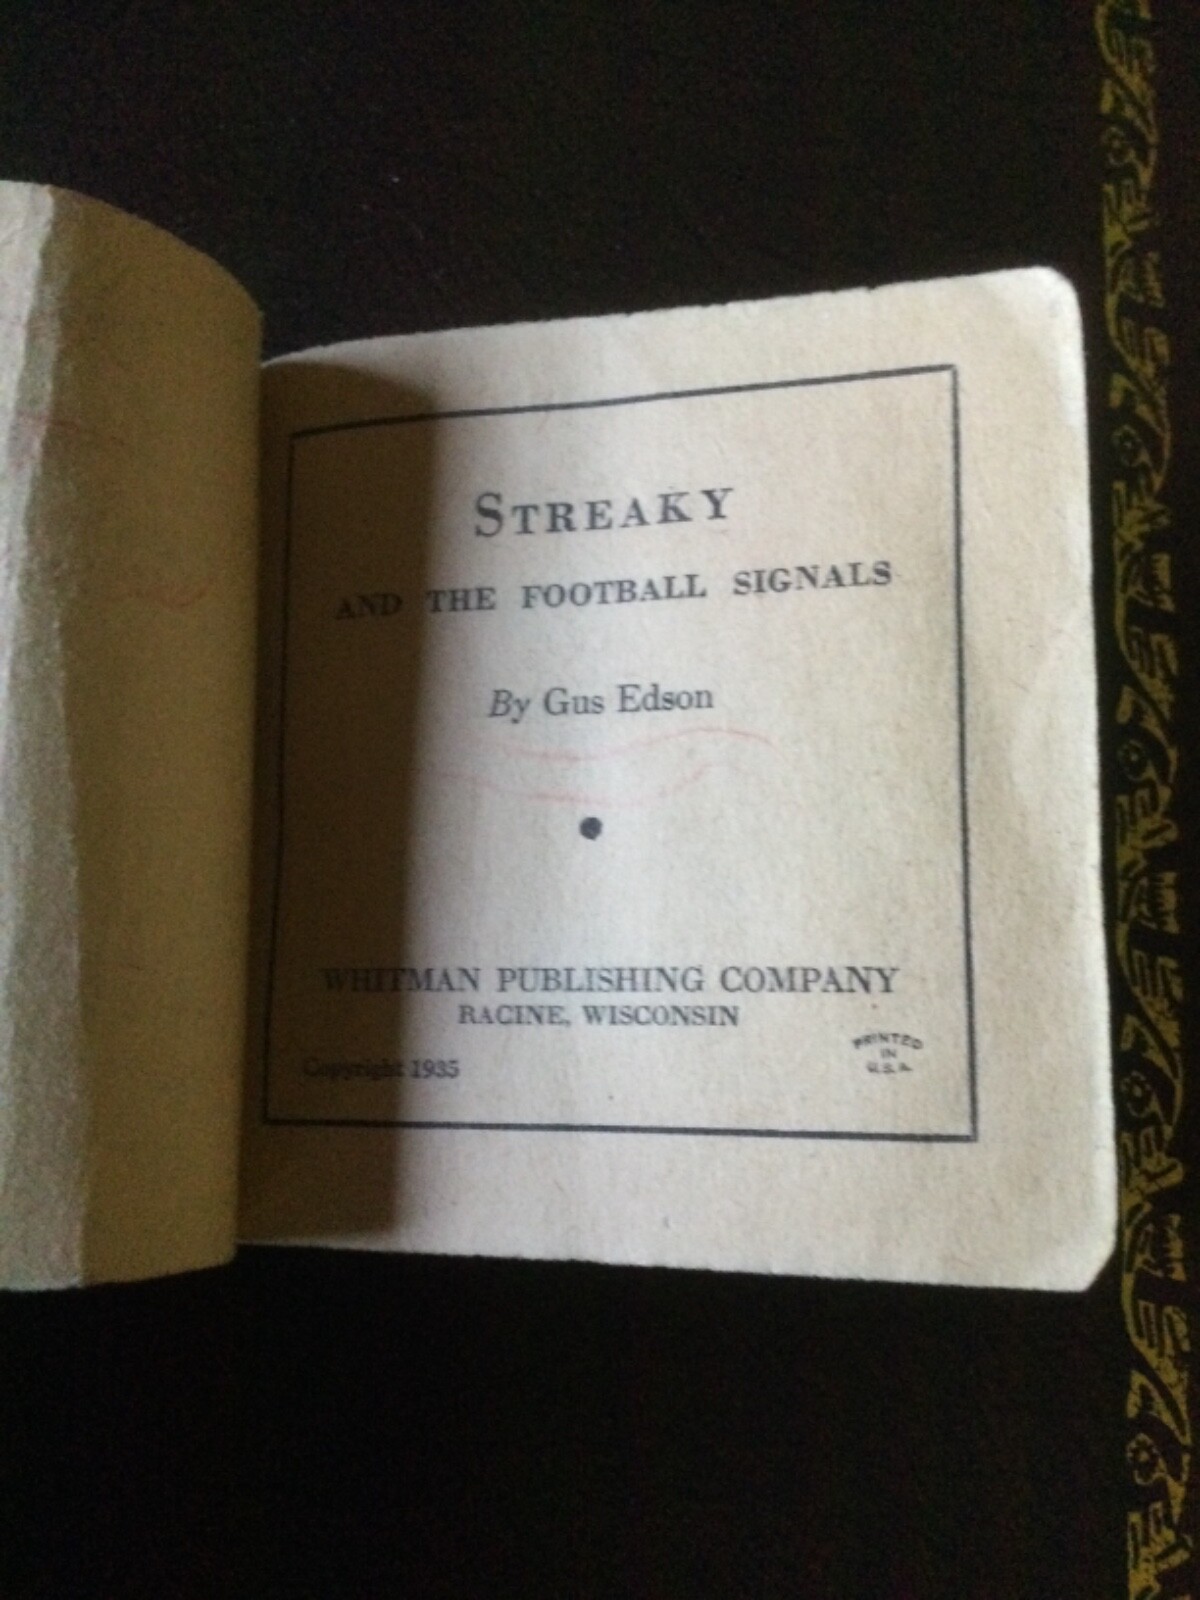 STREAKY
AND THE FOOTBALL SIGNALS
By Gus Edson
WHITMAN PUBLISHING COMPANY
RACINE, WISCONSIN
Copyright 1935
PRINTED
IN
U.S.A.